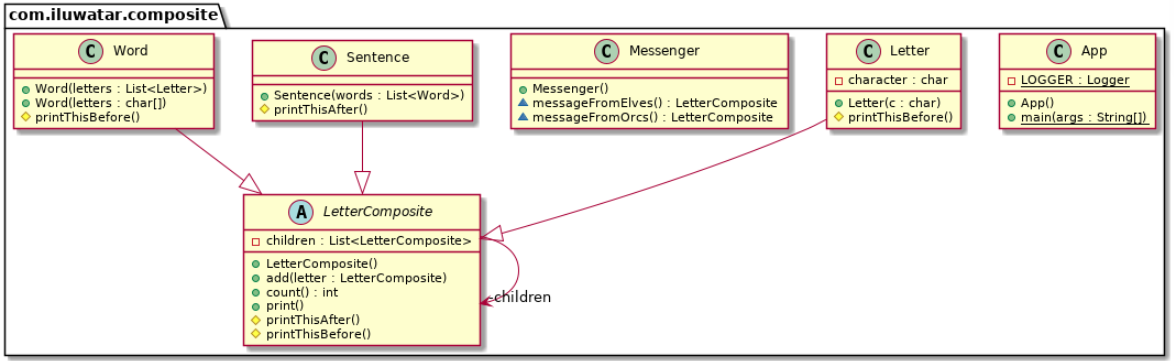 com.iluwatar.composite
C Word
Word(letters : List<Letter>)
Word(letters : char[])
printThisBefore()
C Sentence
Sentence(words : List<Word>)
printThisAfter()
C Messenger
Messenger()
messageFromElves() : LetterComposite
messageFromOrcs() : LetterComposite
C Letter
character : char
Letter(c : char)
printThisBefore()
C App
LOGGER : Logger
App()
main(args : String[])
A LetterComposite
children : List<LetterComposite>
LetterComposite()
add(letter : LetterComposite)
count() : int
print()
printThisAfter()
printThisBefore()
-children